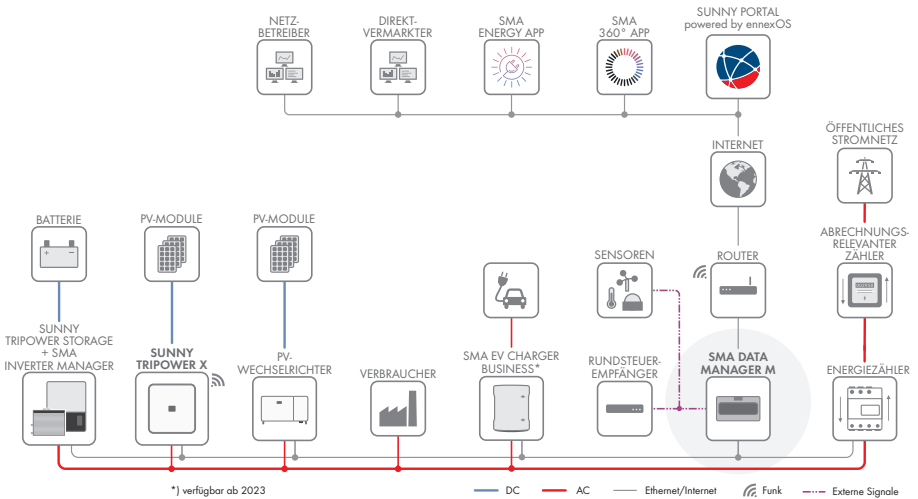 NETZ-
BETREIBER
DIREKT-
VERMARKTER
SMA
ENERGY APP
SMA
360° APP
SUNNY PORTAL
powered by ennexOS
INTERNET
ÖFFENTLICHES
STROMNETZ
BATTERIE
PV-MODULE
PV-MODULE
SENSOREN
ROUTER
ABRECHNUNGS-
RELEVANTER
ZÄHLER
SUNNY
TRIPOWER STORAGE
+ SMA
INVERTER MANAGER
SUNNY
TRIPOWER X
PV-
WECHSELRICHTER
VERBRAUCHER
SMA EV CHARGER
BUSINESS*
RUNDSTEUER-
EMPFÄNGER
SMA DATA
MANAGER M
ENERGIEZÄHLER
*) verfügbar ab 2023
DC
AC
Ethernet/Internet
Funk
Externe Signale